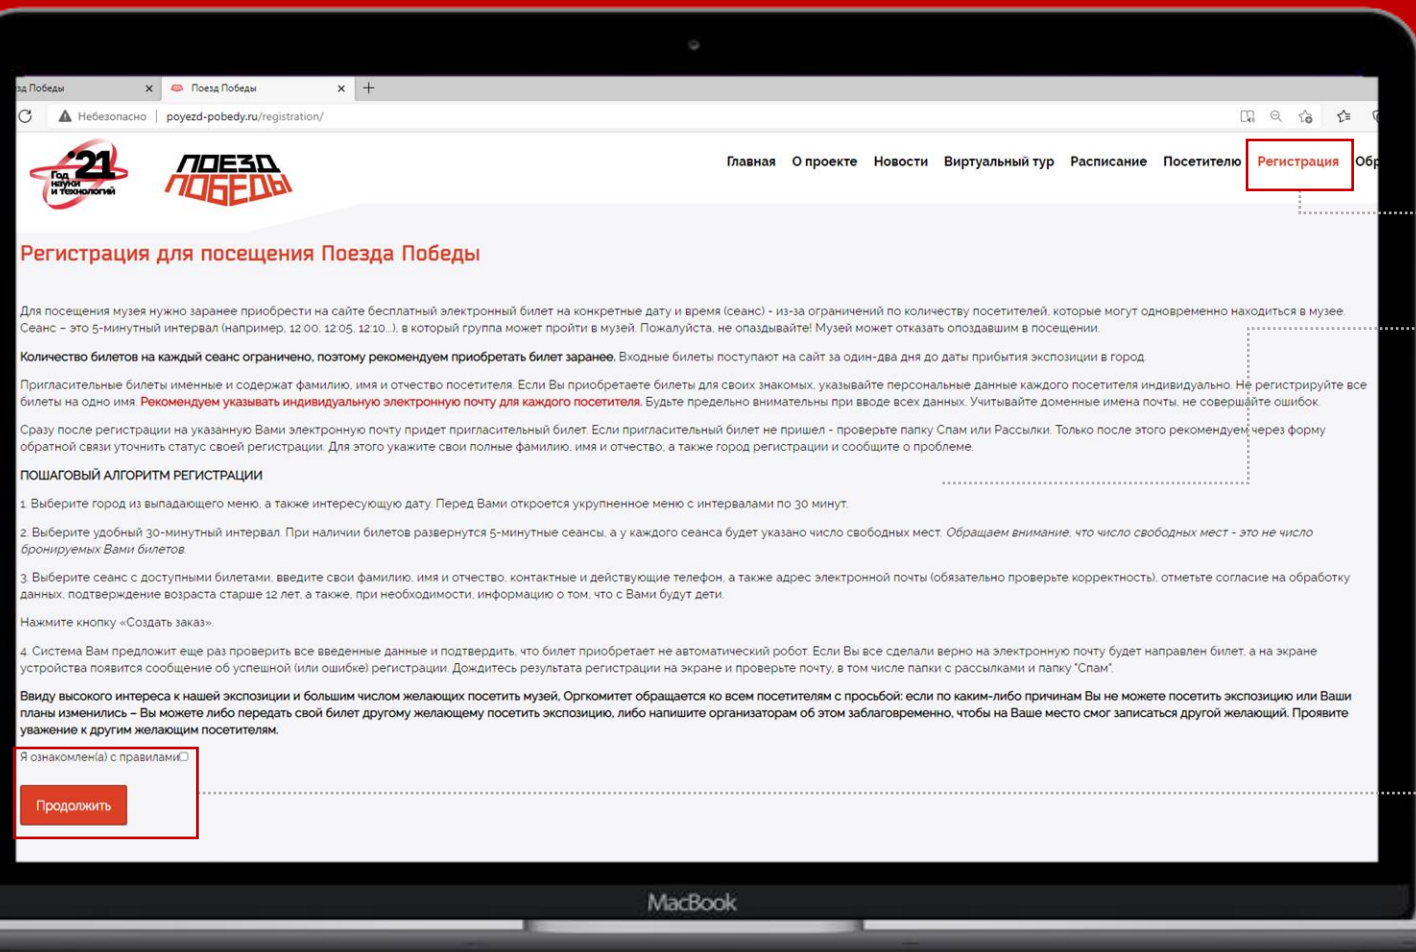 зд Победы
Поезд Победы
Небезопасно
poyezd-pobedy.ru/registration/
'21
Год
науки
и технологий
ПОЕЗД
ПОБЕДЫ
Главная О проекте Новости Виртуальный тур Расписание Посетителю Регистрация Обр
Регистрация для посещения Поезда Победы
Для посещения музея нужно заранее приобрести на сайте бесплатный электронный билет на конкретные дату и время (сеанс) - из-за ограничений по количеству посетителей, которые могут одновременно находиться в музее.
Сеанс – это 5-минутный интервал (например, 12:00, 12:05, 12:10...), в который группа может пройти в музей. Пожалуйста, не опаздывайте! Музей может отказать опоздавшим в посещении.
Количество билетов на каждый сеанс ограничено, поэтому рекомендуем приобретать билет заранее. Входные билеты поступают на сайт за один-два дня до даты прибытия экспозиции в город.
Пригласительные билеты именные и содержат фамилию, имя и отчество посетителя. Если Вы приобретаете билеты для своих знакомых, указывайте персональные данные каждого посетителя индивидуально. Не регистрируйте все
билеты на одно имя. Рекомендуем указывать индивидуальную электронную почту для каждого посетителя. Будьте предельно внимательны при вводе всех данных. Учитывайте доменные имена почты, не совершайте ошибок.
Сразу после регистрации на указанную Вами электронную почту придет пригласительный билет. Если пригласительный билет не пришел - проверьте папку Спам или Рассылки. Только после этого рекомендуем через форму
обратной связи уточнить статус своей регистрации. Для этого укажите свои полные фамилию, имя и отчество, а также город регистрации и сообщите о проблеме.
ПОШАГОВЫЙ АЛГОРИТМ РЕГИСТРАЦИИ
1. Выберите город из выпадающего меню, а также интересующую дату. Перед Вами откроется укрупненное меню с интервалами по 30 минут.
2. Выберите удобный 30-минутный интервал. При наличии билетов развернутся 5-минутные сеансы, а у каждого сеанса будет указано число свободных мест. Обращаем внимание, что число свободных мест - это не число
бронируемых Вами билетов.
3. Выберите сеанс с доступными билетами, введите свои фамилию, имя и отчество, контактные и действующие телефон, а также адрес электронной почты (обязательно проверьте корректность), отметьте согласие на обработку
данных, подтверждение возраста старше 12 лет, а также, при необходимости, информацию о том, что с Вами будут дети.
Нажмите кнопку «Создать заказ».
4. Система Вам предложит еще раз проверить все введенные данные и подтвердить, что билет приобретает не автоматический робот. Если Вы все сделали верно на электронную почту будет направлен билет, а на экране
устройства появится сообщение об успешной (или ошибке) регистрации. Дождитесь результата регистрации на экране и проверьте почту, в том числе папки с рассылками и папку "Спам".
Ввиду высокого интереса к нашей экспозиции и большим числом желающих посетить музей, Оргкомитет обращается ко всем посетителям с просьбой: если по каким-либо причинам Вы не можете посетить экспозицию или Ваши
планы изменились – Вы можете либо передать свой билет другому желающему посетить экспозицию, либо напишите организаторам об этом заблаговременно, чтобы на Ваше место смог записаться другой желающий. Проявите
уважение к другим желающим посетителям.
Я ознакомлен(а) с правилами
Продолжить
MacBook